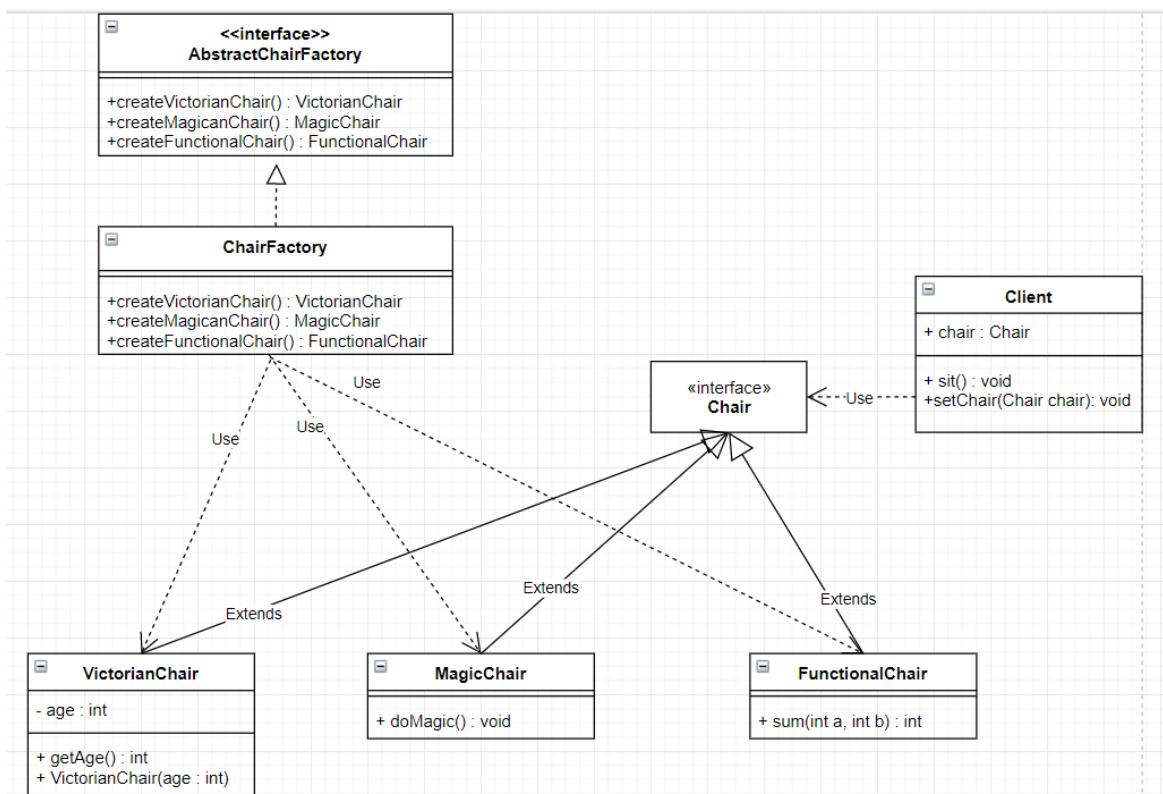 <<interface>>
AbstractChairFactory
+createVictorianChair() : VictorianChair
+createMagicanChair() : MagicChair
+createFunctionalChair() : FunctionalChair
ChairFactory
+createVictorianChair() : VictorianChair
+createMagicanChair() : MagicChair
+createFunctionalChair() : FunctionalChair
Client
+ chair : Chair
+ sit() : void
+setChair(Chair chair): void
«interface»
Chair
Use
Use
Use
Use
Extends
Extends
Extends
VictorianChair
- age : int
+ getAge() : int
+ VictorianChair(age : int)
MagicChair
+ doMagic() : void
FunctionalChair
+ sum(int a, int b) : int